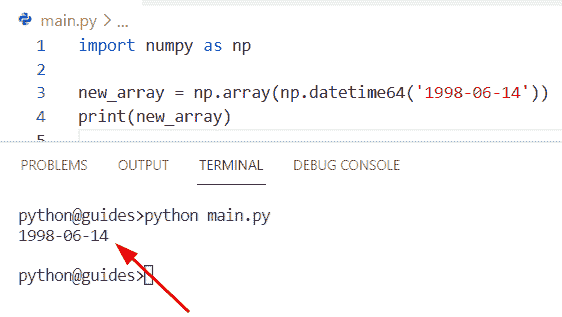 main.py > ...
1 import numpy as np
2
3 new_array = np.array(np.datetime64('1998-06-14'))
4 print(new_array)
5
PROBLEMS OUTPUT TERMINAL DEBUG CONSOLE
python@guides>python main.py
1998-06-14
python@guides>